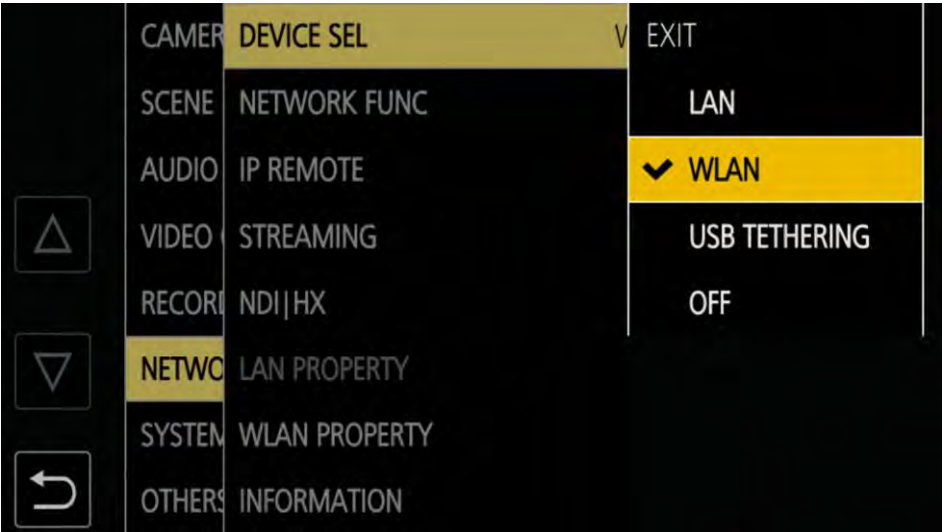 CAMER
DEVICE SEL
V
EXIT
SCENE
NETWORK FUNC
LAN
AUDIO
IP REMOTE
WLAN
VIDEO
STREAMING
USB TETHERING
RECOR
NDI|HX
OFF
NETWO
LAN PROPERTY
SYSTEM
WLAN PROPERTY
OTHERS
INFORMATION